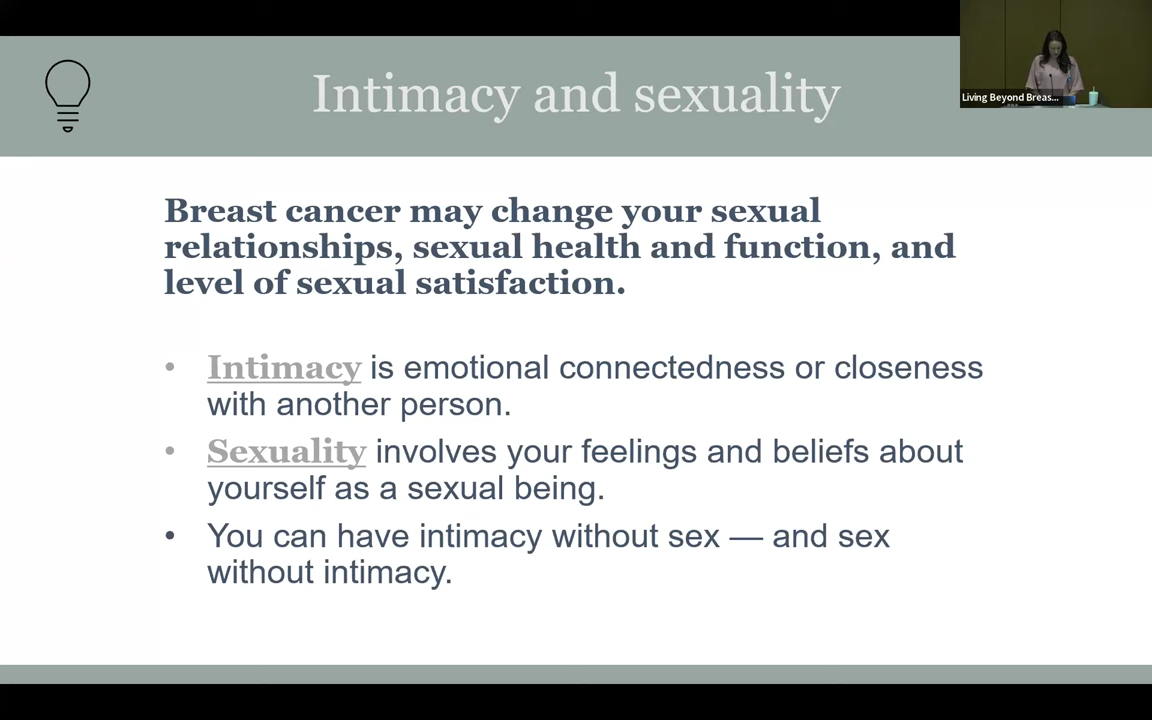 Intimacy and sexuality
Living Beyond Breas...
Breast cancer may change your sexual
relationships, sexual health and function, and
level of sexual satisfaction.
• Intimacy is emotional connectedness or closeness
with another person.
• Sexuality involves your feelings and beliefs about
yourself as a sexual being.
• You can have intimacy without sex — and sex
without intimacy.